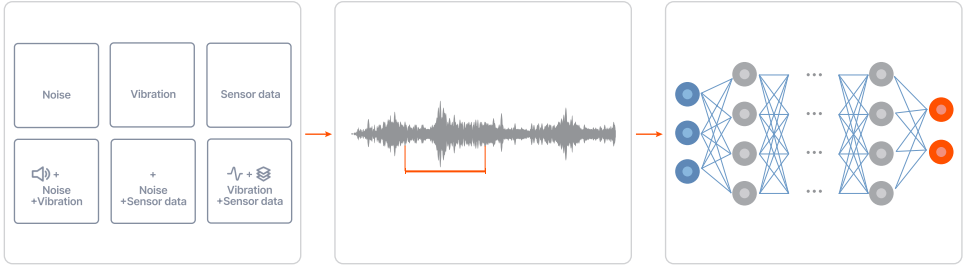 Noise
Vibration
Sensor data
+
Noise
+Vibration
+
Noise
+Sensor data
+
Vibration
+Sensor data